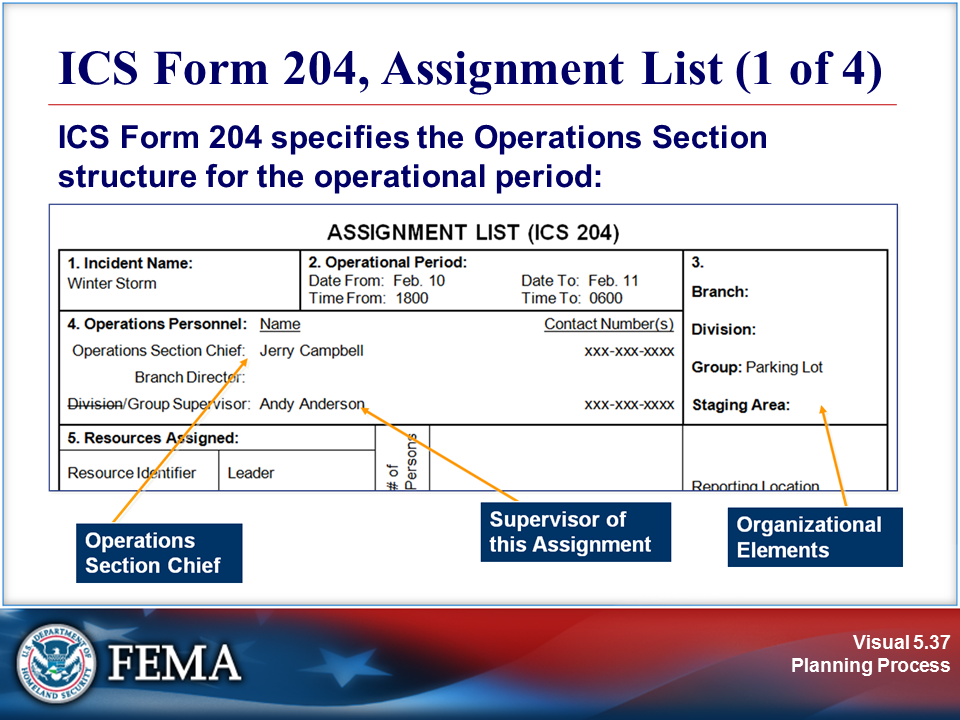 ICS Form 204, Assignment List (1 of 4)
ICS Form 204 specifies the Operations Section
structure for the operational period:
ASSIGNMENT LIST (ICS 204)
1. Incident Name:
Winter Storm
2. Operational Period:
Date From: Feb. 10 Date To: Feb. 11
Time From: 1800 Time To: 0600
3.
Branch:
Division:
Group: Parking Lot
Staging Area:
4. Operations Personnel: Name Contact Number(s)
Operations Section Chief: Jerry Campbell xxx-xxx-xxxx
Branch Director:
Division/Group Supervisor: Andy Anderson xxx-xxx-xxxx
5. Resources Assigned:
Resource Identifier Leader
# of
Persons
Reporting Location
Operations
Section Chief
Supervisor of
this Assignment
Organizational
Elements
U.S. DEPARTMENT OF
HOMELAND SECURITY
FEMA
Visual 5.37
Planning Process